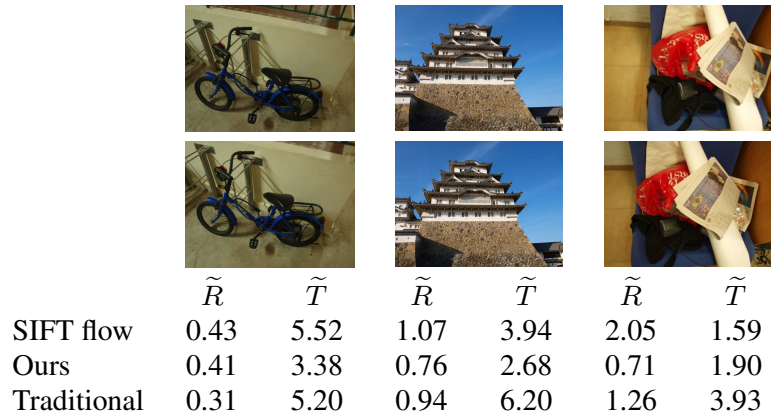 R̃ T̃ R̃ T̃ R̃ T̃
SIFT flow 0.43 5.52 1.07 3.94 2.05 1.59
Ours 0.41 3.38 0.76 2.68 0.71 1.90
Traditional 0.31 5.20 0.94 6.20 1.26 3.93